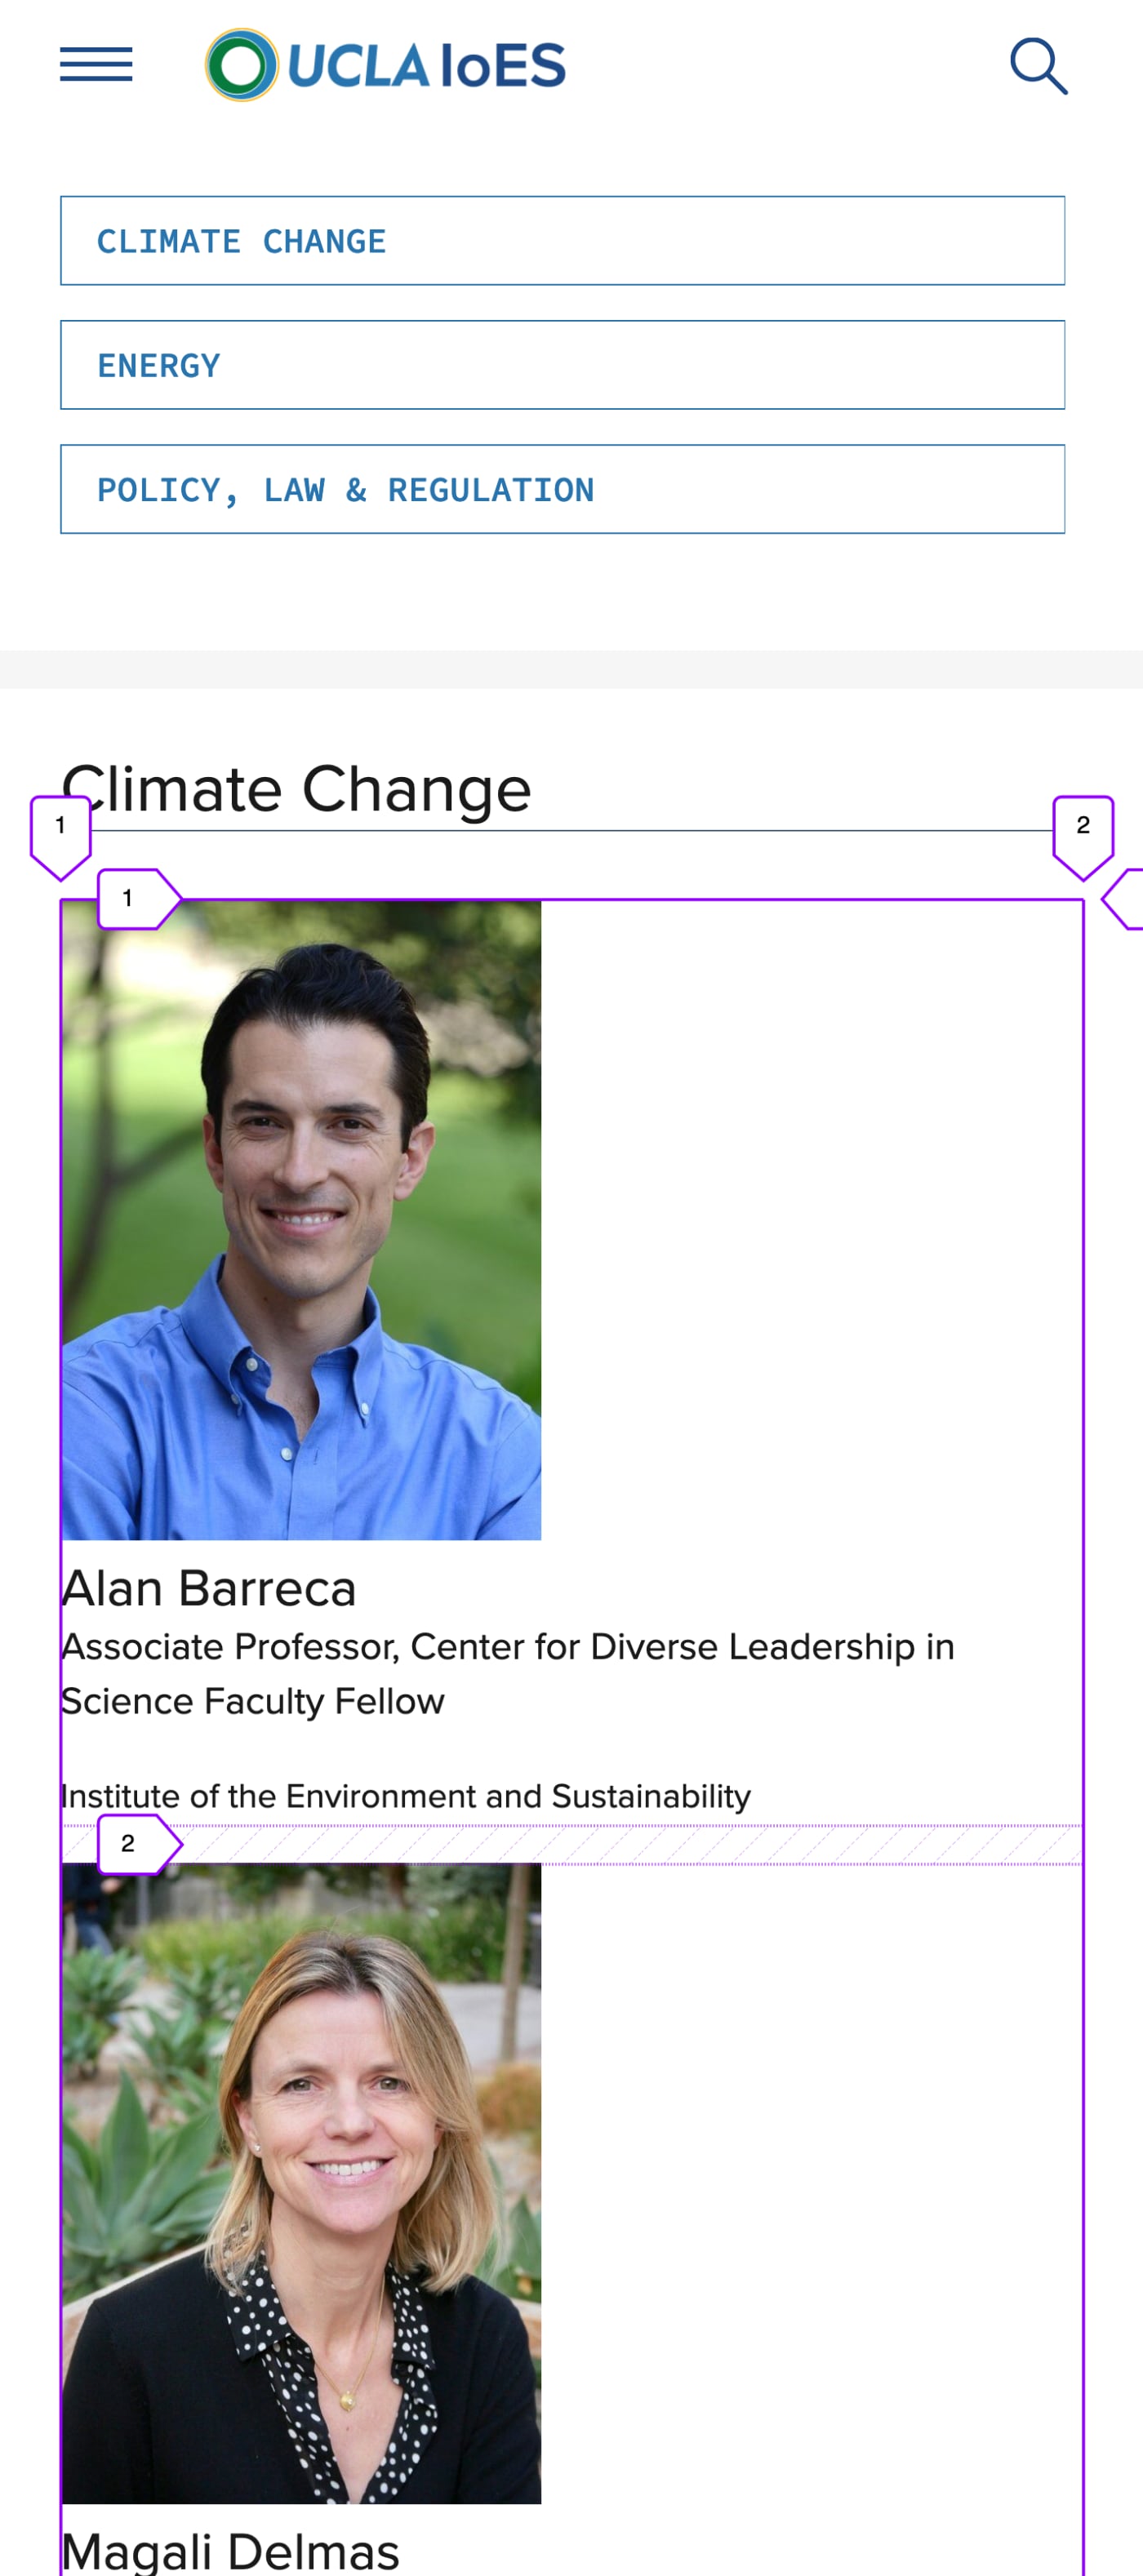 UCLA IoES
CLIMATE CHANGE
ENERGY
POLICY, LAW & REGULATION
Climate Change
1
2
1
Alan Barreca
Associate Professor, Center for Diverse Leadership in
Science Faculty Fellow
Institute of the Environment and Sustainability
2
Magali Delmas